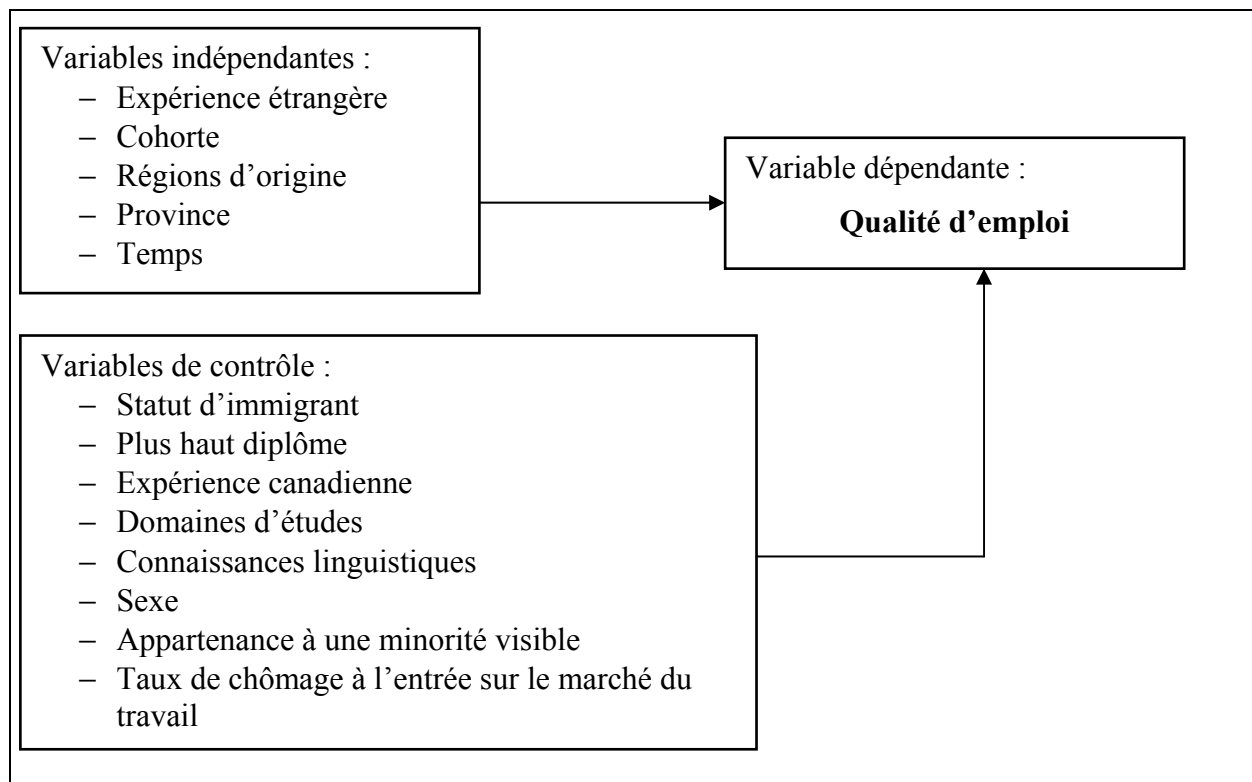 Variables indépendantes :
– Expérience étrangère
– Cohorte
– Régions d’origine
– Province
– Temps
Variable dépendante :
Qualité d’emploi
Variables de contrôle :
– Statut d’immigrant
– Plus haut diplôme
– Expérience canadienne
– Domaines d’études
– Connaissances linguistiques
– Sexe
– Appartenance à une minorité visible
– Taux de chômage à l’entrée sur le marché du
travail